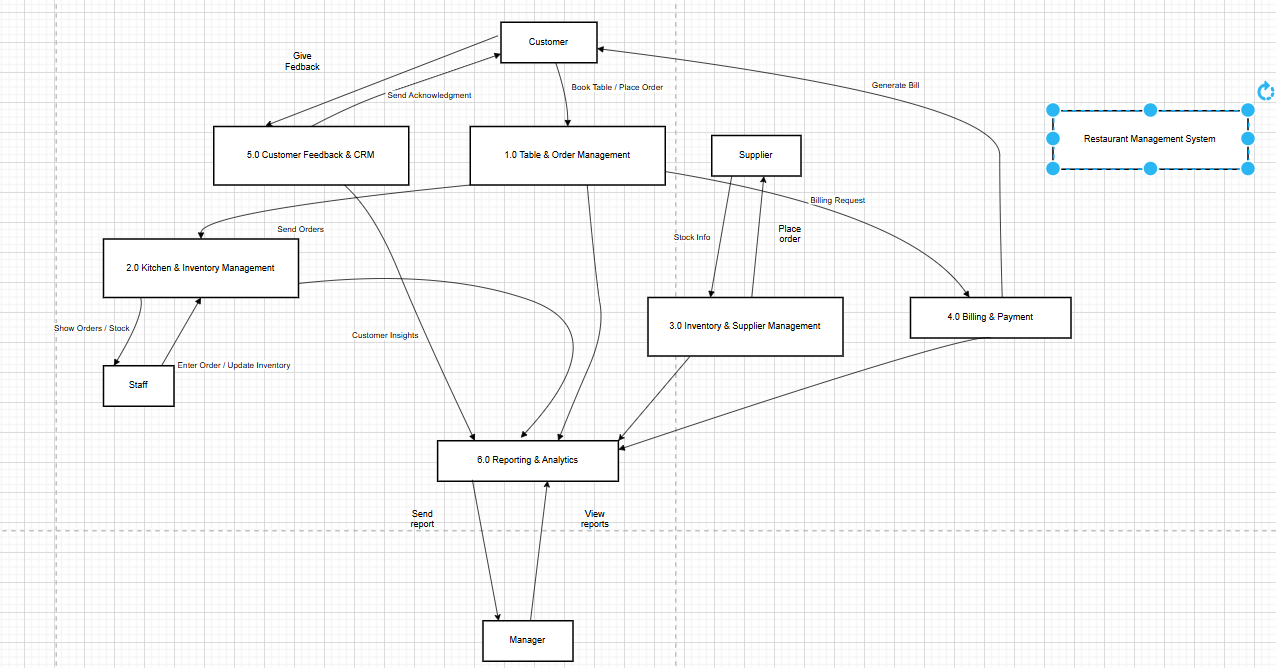 Customer
Give
Fedback
Send Acknowledgment
Book Table / Place Order
Generate Bill
Restaurant Management System
5.0 Customer Feedback & CRM
1.0 Table & Order Management
Supplier
Billing Request
Send Orders
Stock Info
Place
order
2.0 Kitchen & Inventory Management
3.0 Inventory & Supplier Management
4.0 Billing & Payment
Show Orders / Stock
Customer Insights
Enter Order / Update Inventory
Staff
6.0 Reporting & Analytics
Send
report
View
reports
Manager